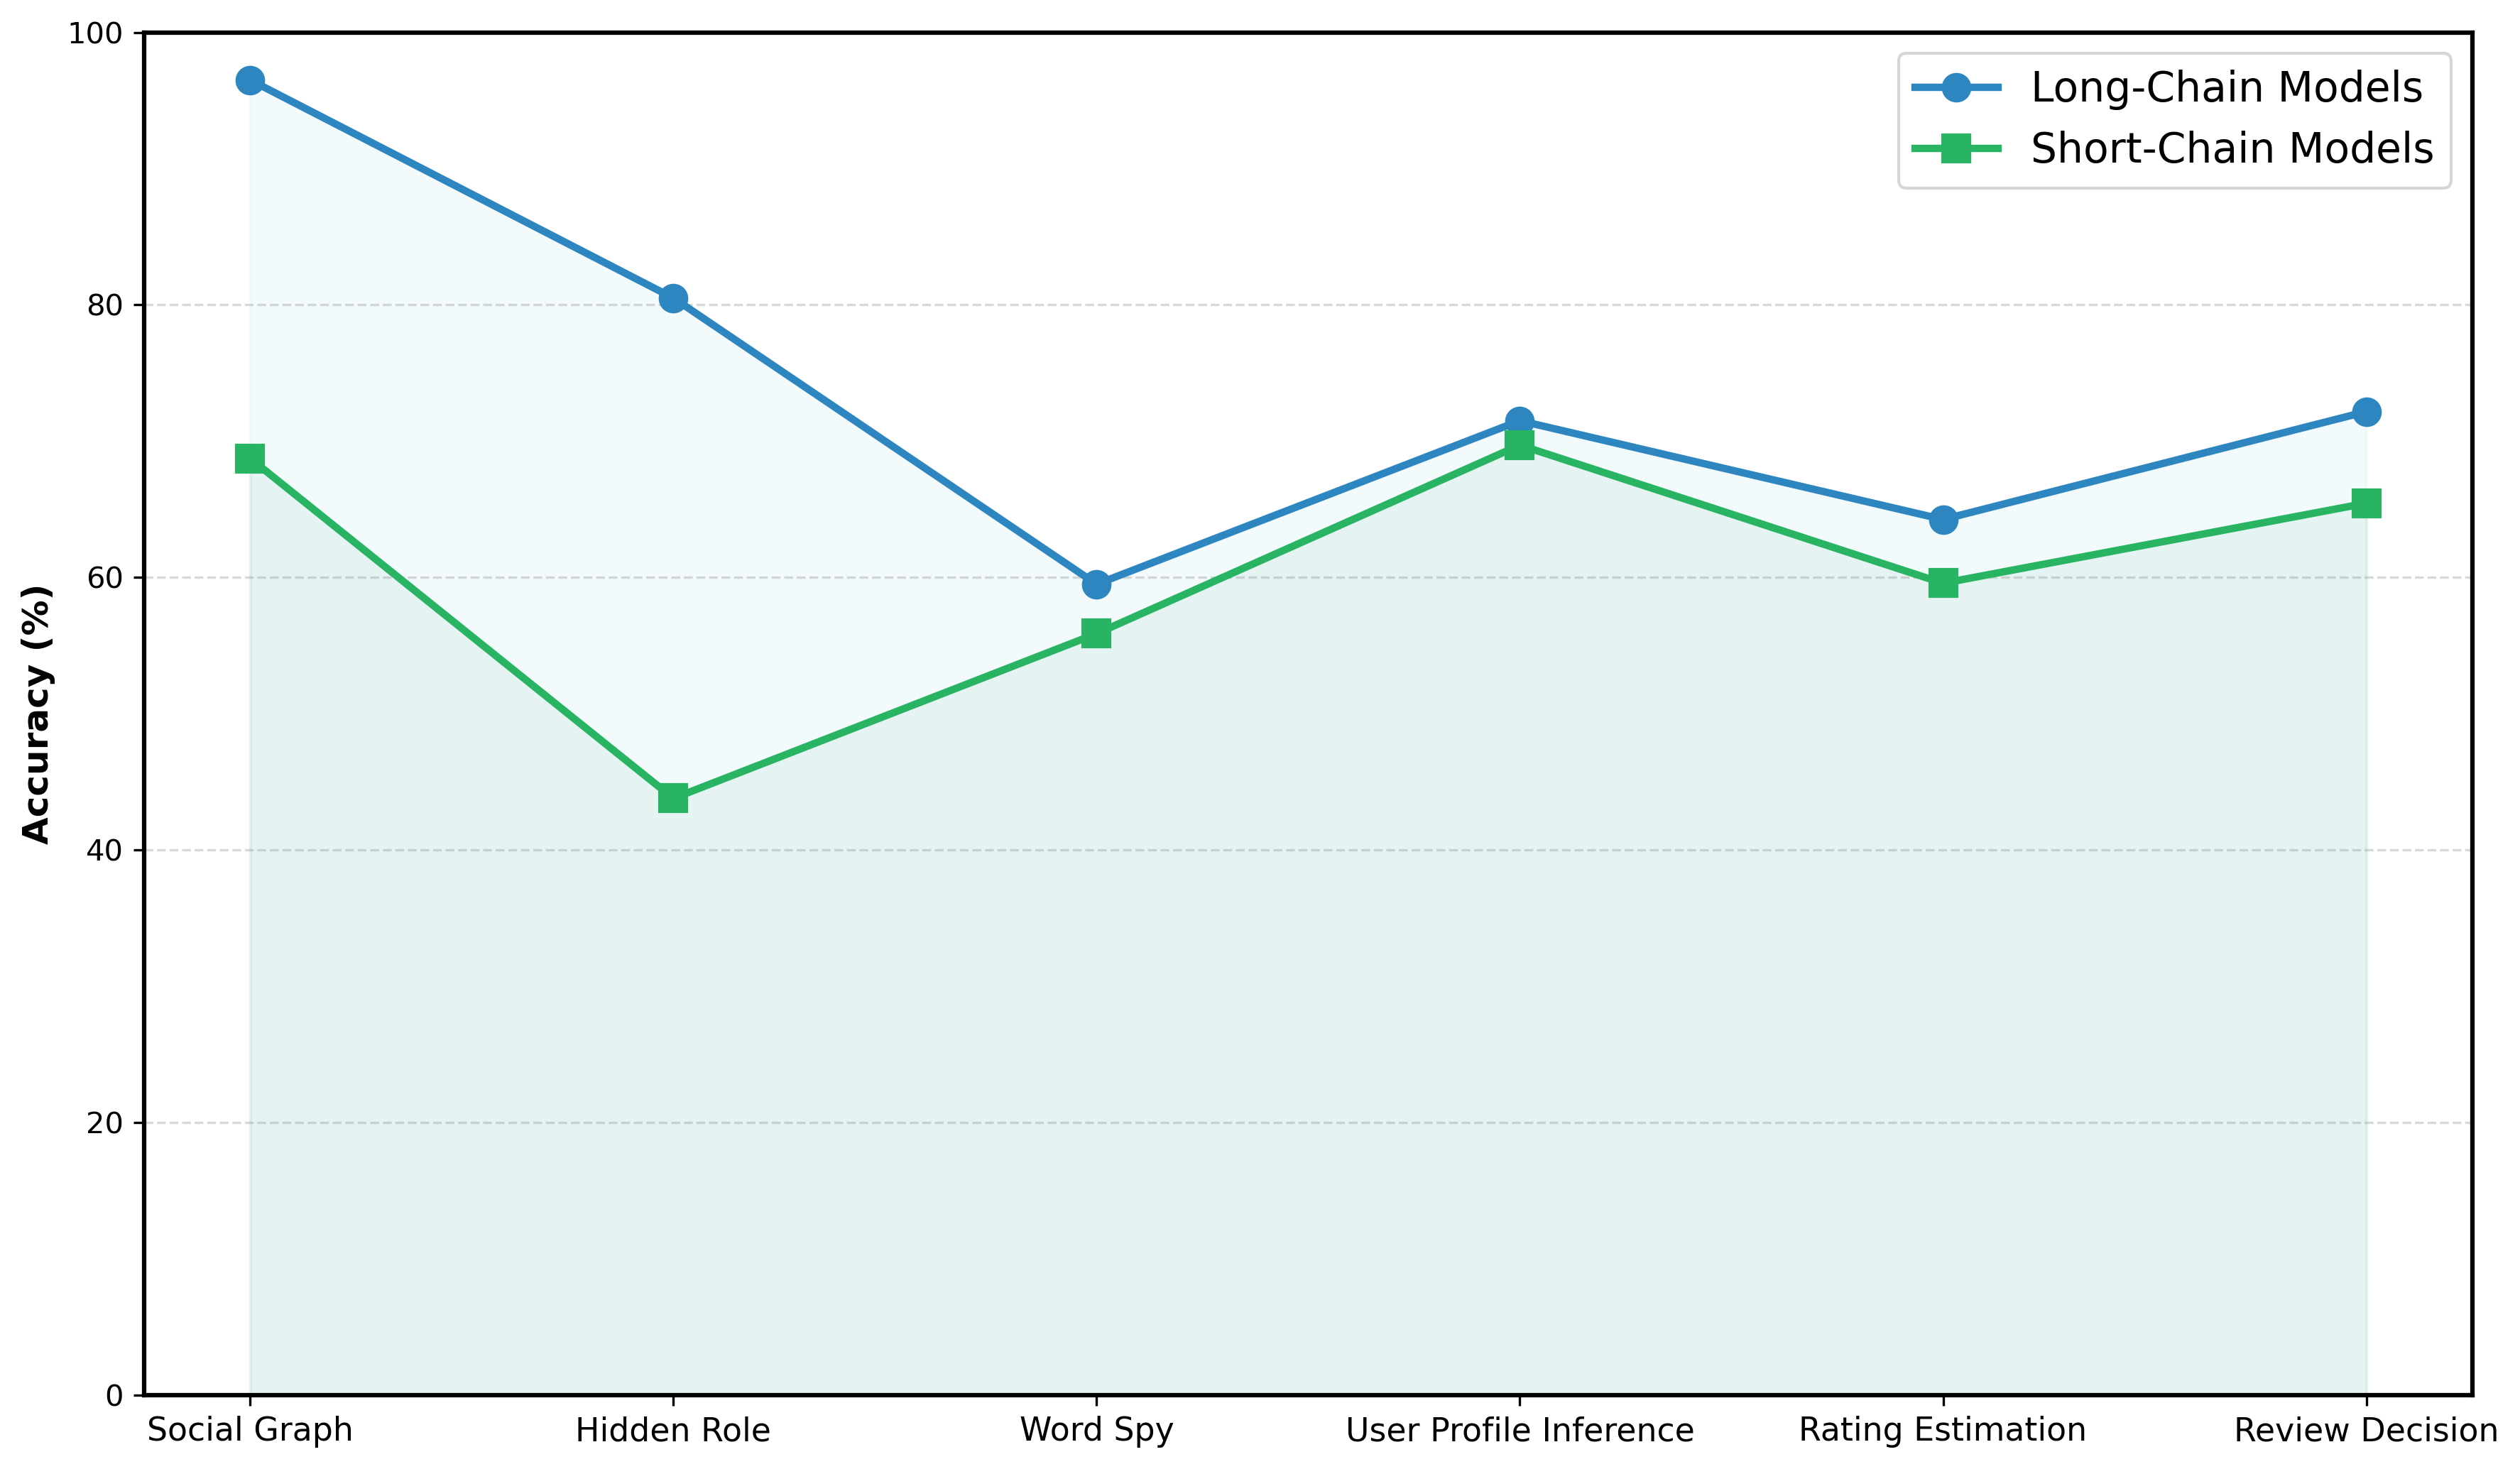 100
80
60
40
20
0
Accuracy (%)
Long-Chain Models
Short-Chain Models
Social Graph
Hidden Role
Word Spy
User Profile Inference
Rating Estimation
Review Decision